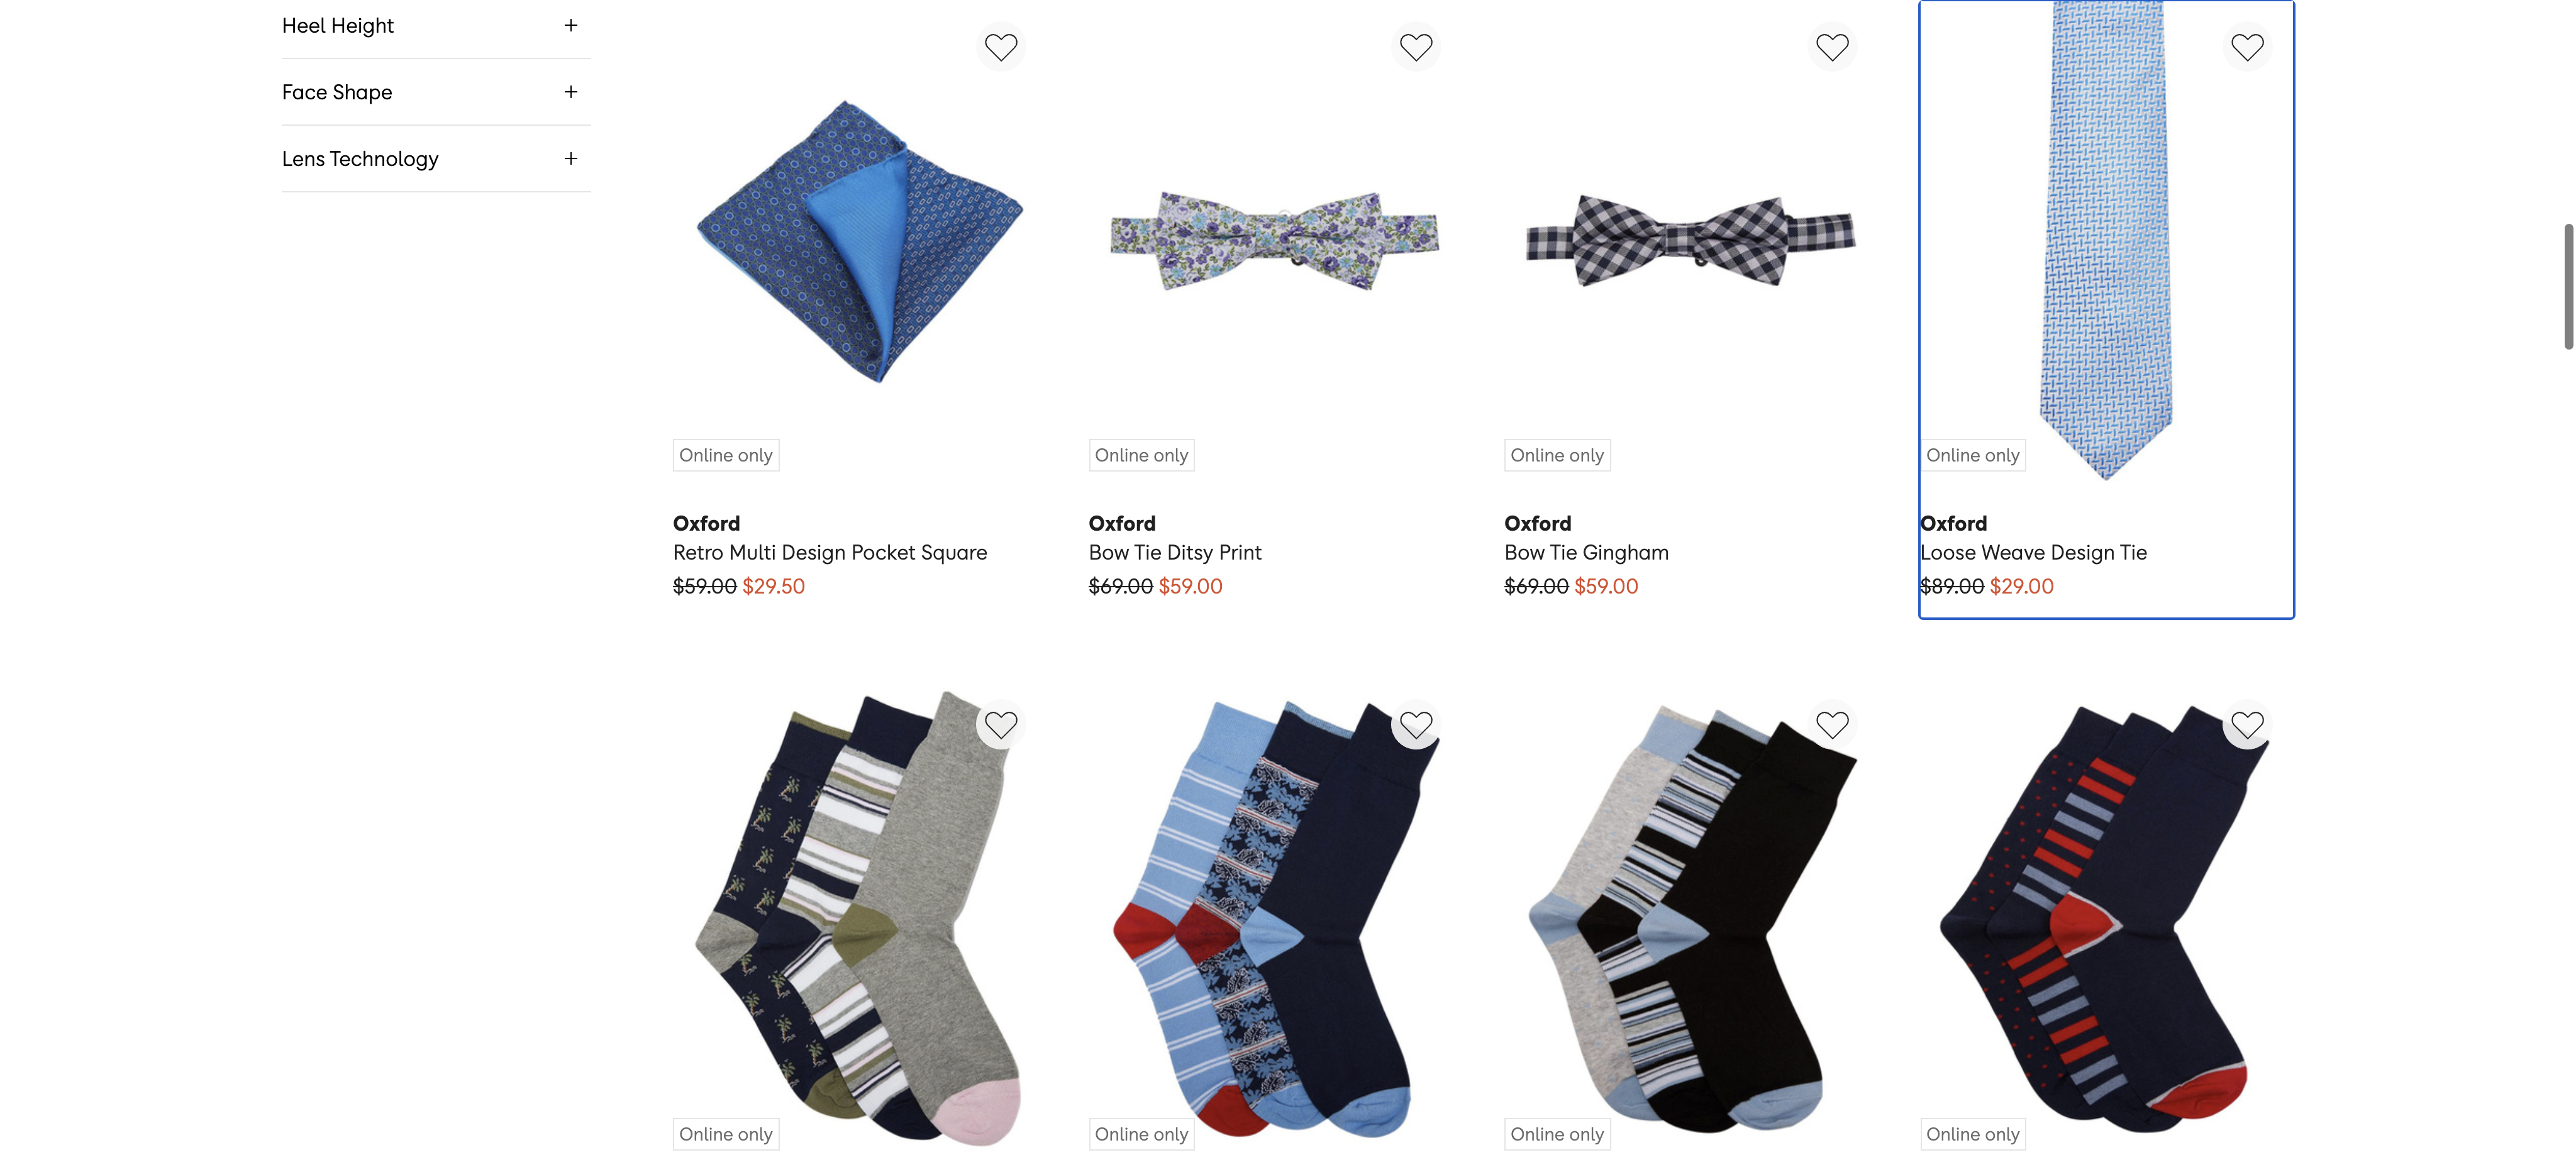 Heel Height
Face Shape
Lens Technology
Online only
Online only
Online only
Online only
Oxford
Retro Multi Design Pocket Square
$59.00 $29.50
Oxford
Bow Tie Ditsy Print
$69.00 $59.00
Oxford
Bow Tie Gingham
$69.00 $59.00
Oxford
Loose Weave Design Tie
$89.00 $29.00
Online only
Online only
Online only
Online only